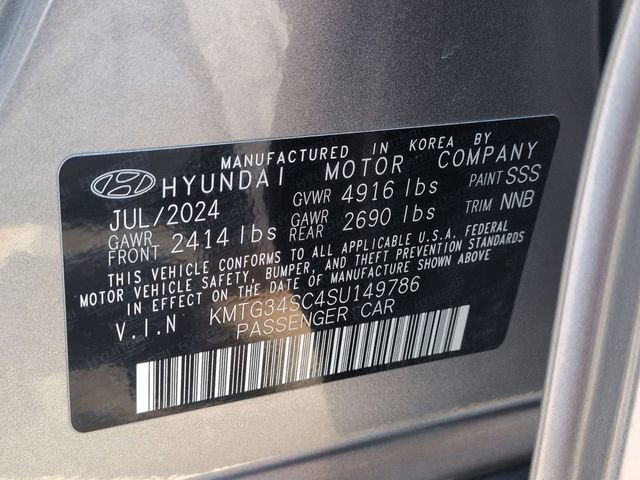 MANUFACTURED IN KOREA BY
HYUNDAI MOTOR COMPANY
JUL/2024 GVWR 4916 lbs PAINT SSS
GAWR FRONT 2414 lbs GAWR REAR 2690 lbs TRIM NNB
THIS VEHICLE CONFORMS TO ALL APPLICABLE U.S.A. FEDERAL
MOTOR VEHICLE SAFETY, BUMPER, AND THEFT PREVENTION STANDARDS
IN EFFECT ON THE DATE OF MANUFACTURE SHOWN ABOVE
V.I.N KMTG34SC4SU149786
PASSENGER CAR